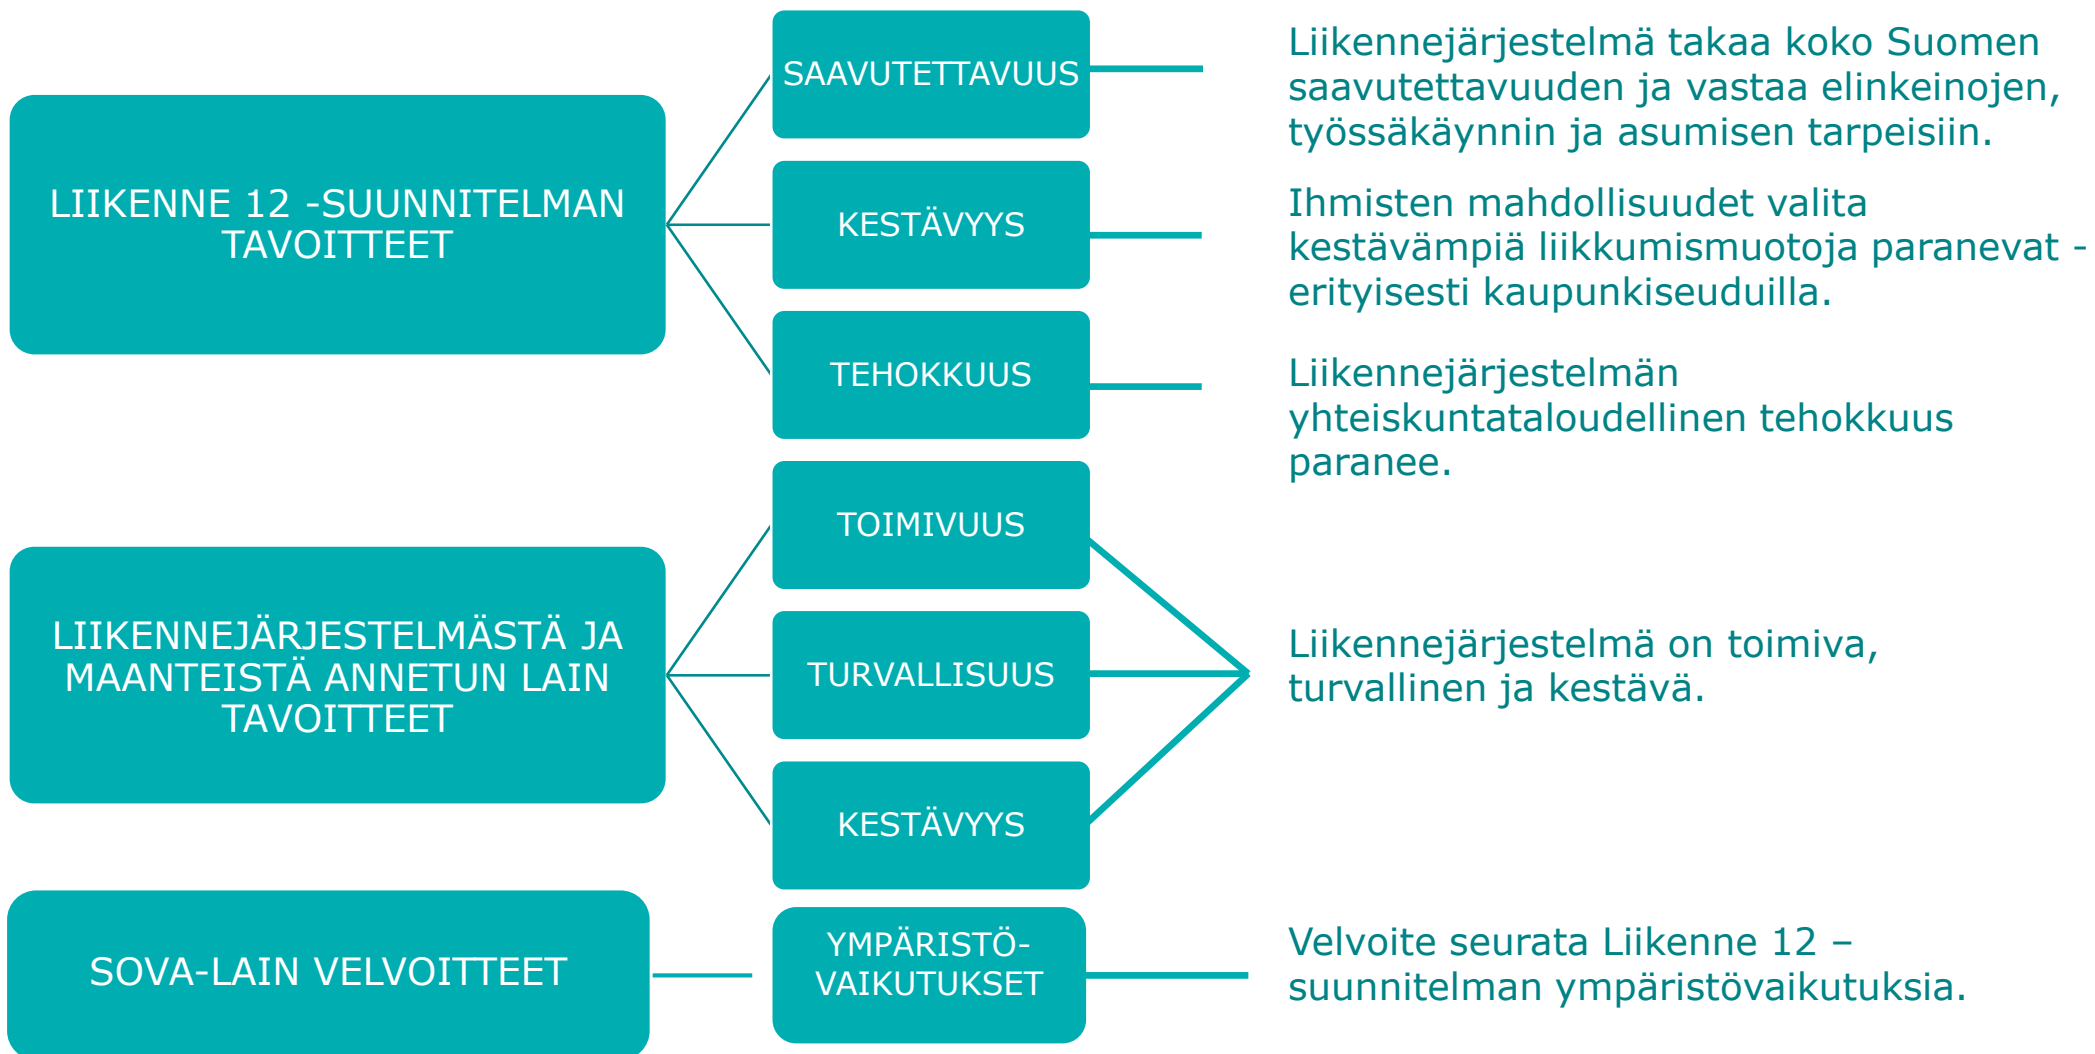 LIIKENNE 12 -SUUNNITELMAN
TAVOITTEET
SAAVUTETTAVUUS
Liikennejärjestelmä takaa koko Suomen
saavutettavuuden ja vastaa elinkeinojen,
työssäkäynnin ja asumisen tarpeisiin.
KESTÄVYYS
Ihmisten mahdollisuudet valita
kestävämpiä liikkumismuotoja paranevat -
erityisesti kaupunkiseuduilla.
TEHOKKUUS
Liikennejärjestelmän
yhteiskuntataloudellinen tehokkuus
paranee.
LIIKENNEJÄRJESTELMÄSTÄ JA
MAANTEISTÄ ANNETUN LAIN
TAVOITTEET
TOIMIVUUS
TURVALLISUUS
KESTÄVYYS
Liikennejärjestelmä on toimiva,
turvallinen ja kestävä.
SOVA-LAIN VELVOITTEET
YMPÄRISTÖ-
VAIKUTUKSET
Velvoite seurata Liikenne 12 –
suunnitelman ympäristövaikutuksia.